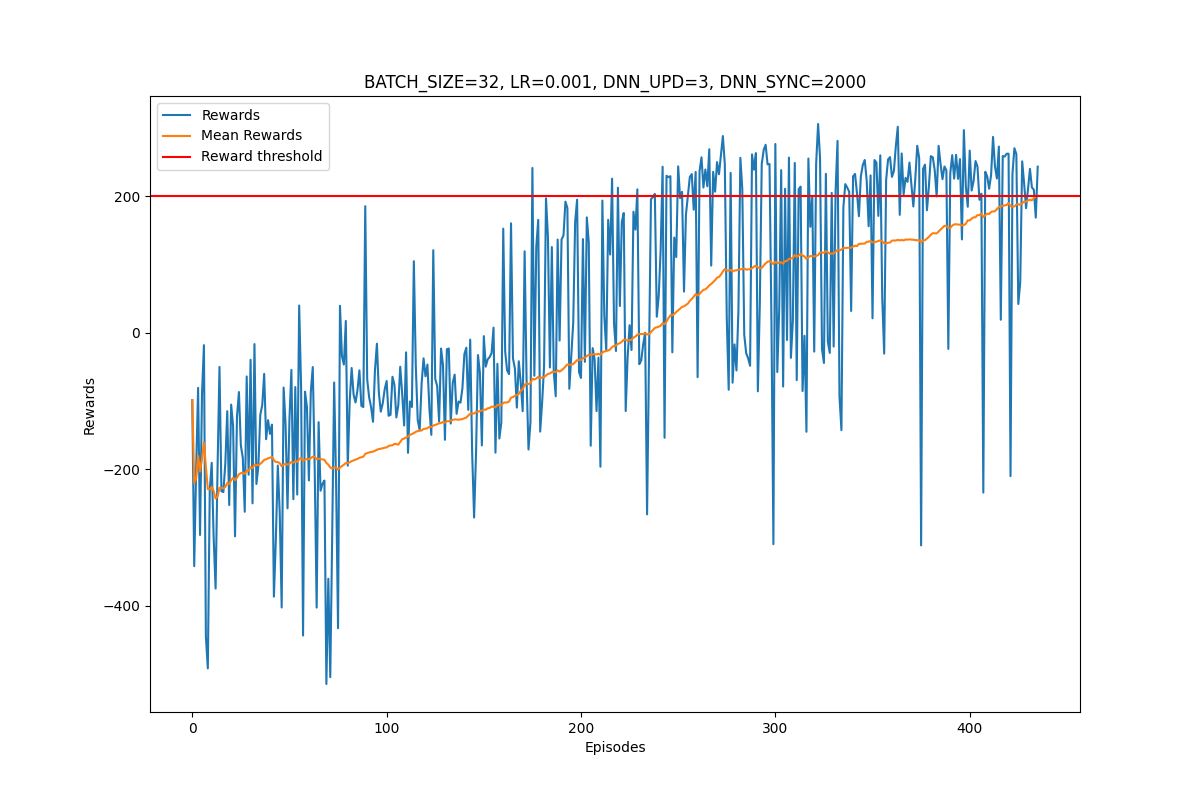 BATCH_SIZE=32, LR=0.001, DNN_UPD=3, DNN_SYNC=2000
Rewards
Mean Rewards
Reward threshold
200
0
−200
−400
Rewards
0
100
200
300
400
Episodes